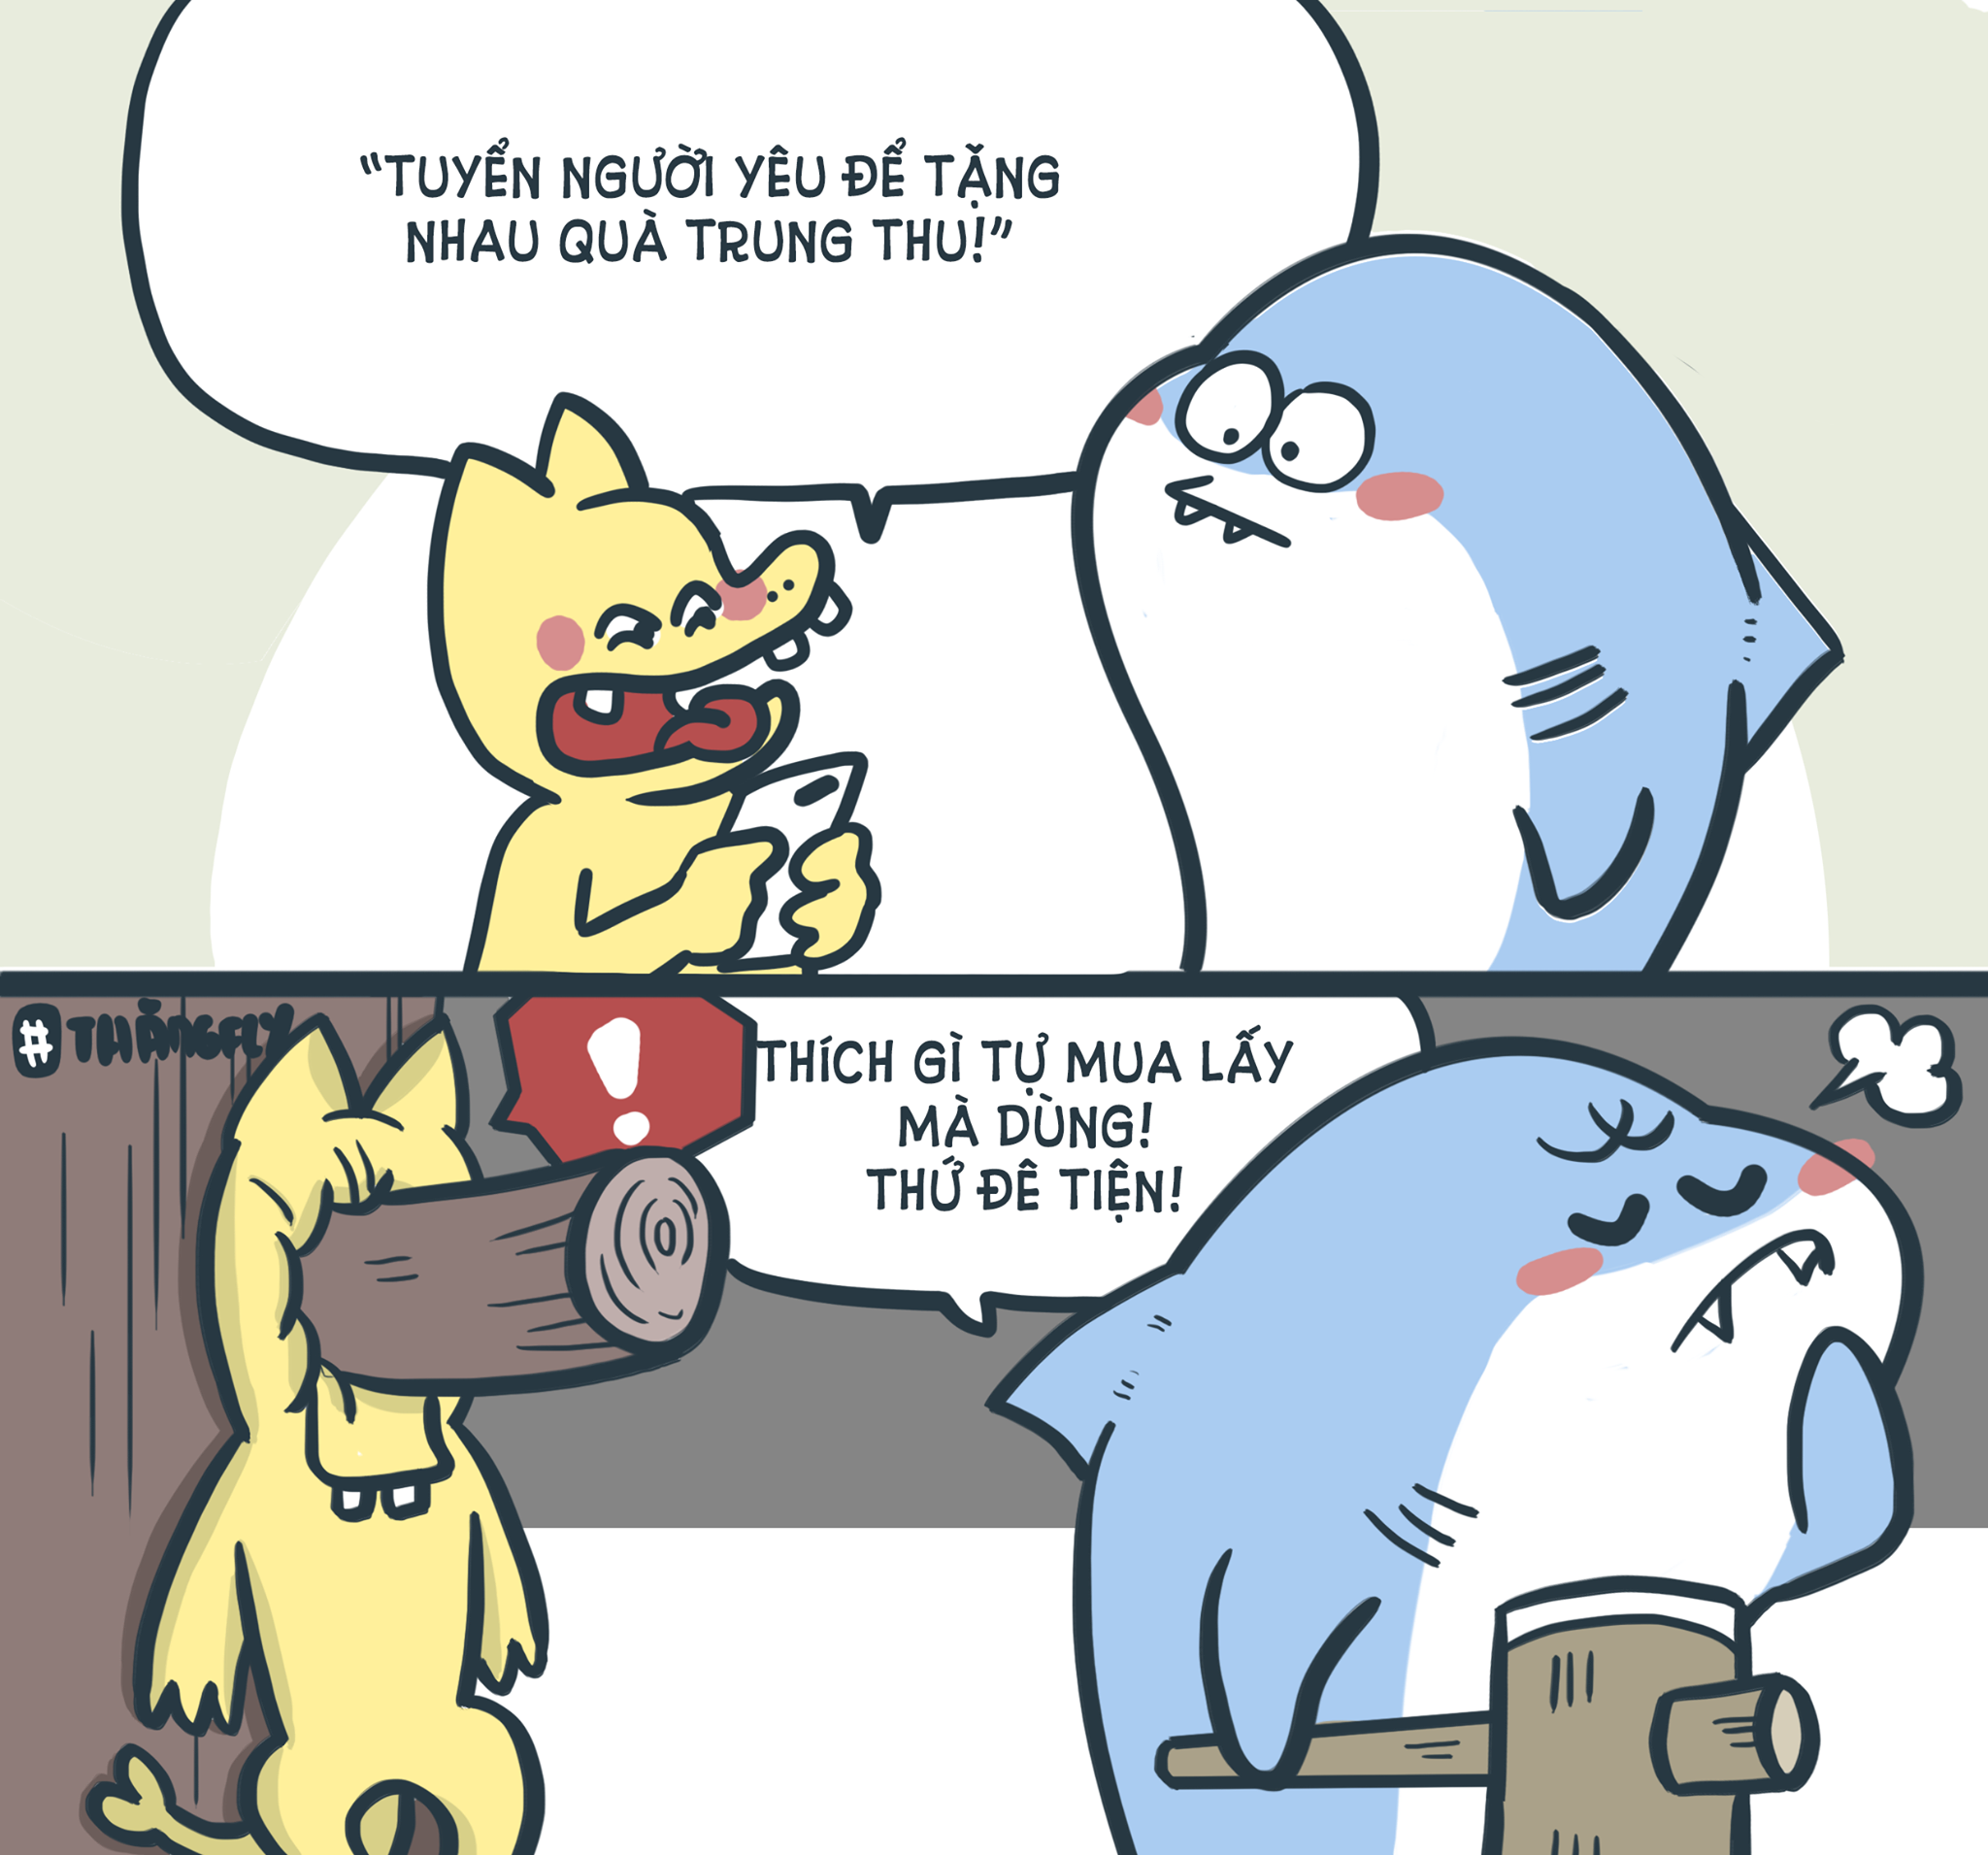 “TUYỂN NGƯỜI YÊU ĐỂ TẶNG
NHAU QUÀ TRUNG THU!”
#THẰNGFLY
!
THÍCH GÌ TỰ MUA LẤY
MÀ DÙNG!
THỨ ĐÊ TIỆN!